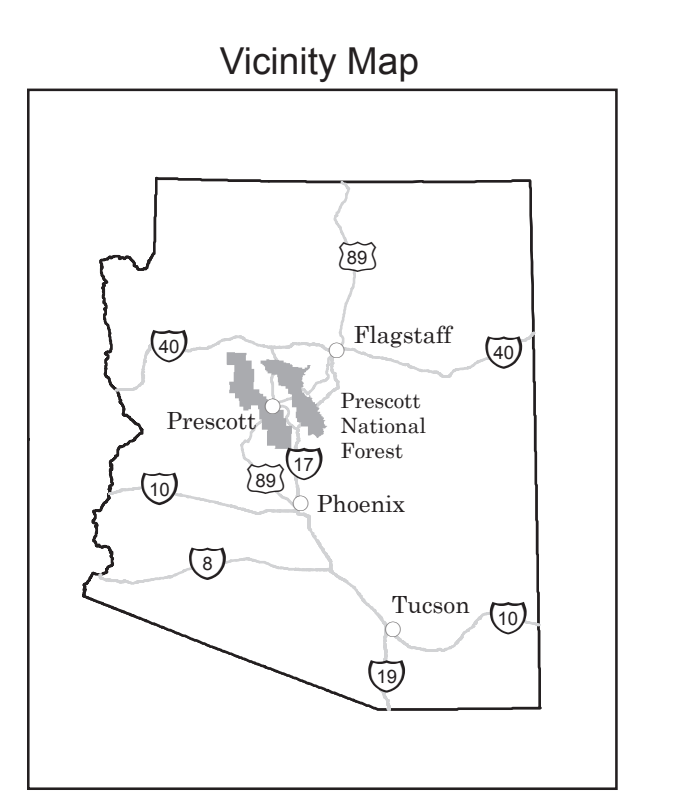 Vicinity Map
89
Flagstaff
40
40
Prescott
National
Forest
Prescott
17
89
10
Phoenix
8
Tucson
10
19